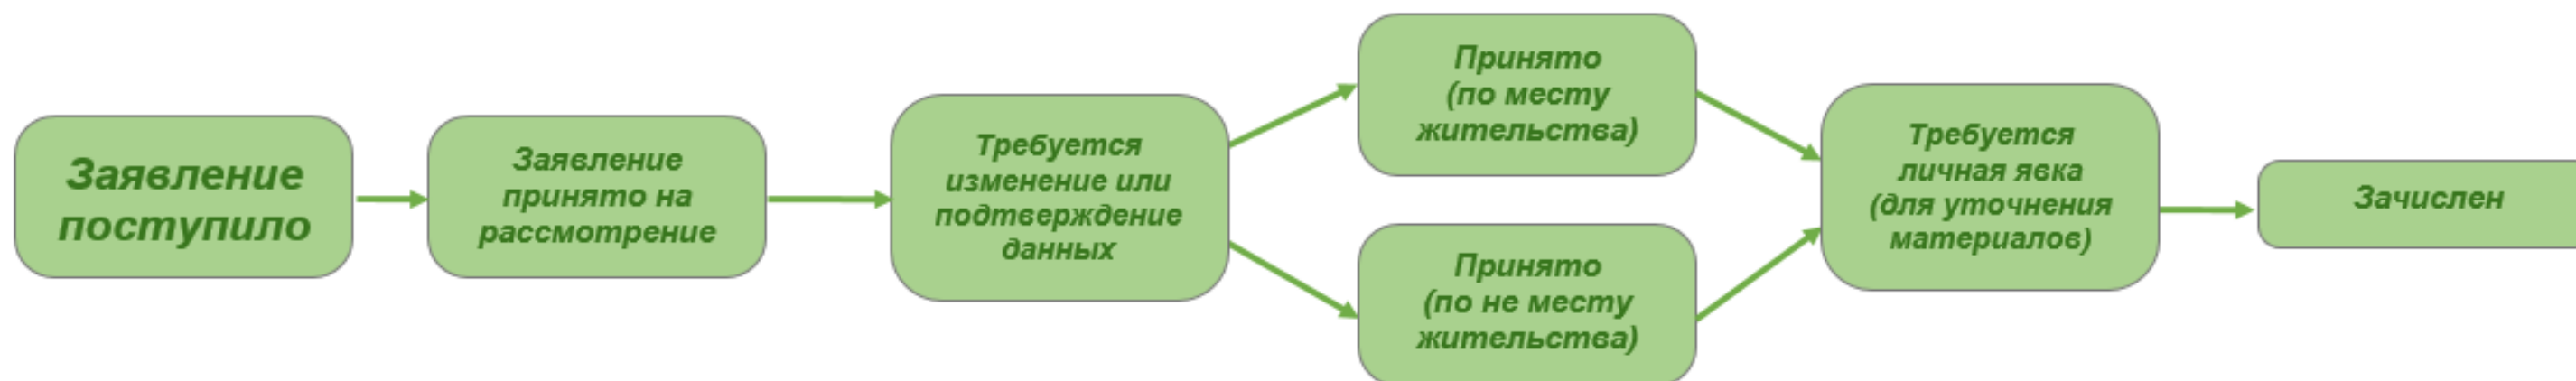 Заявление
поступило
Заявление
принято на
рассмотрение
Требуется
изменение или
подтверждение
данных
Принято
(по месту
жительства)
Принято
(по не месту
жительства)
Требуется
личная явка
(для уточнения
материалов)
Зачислен